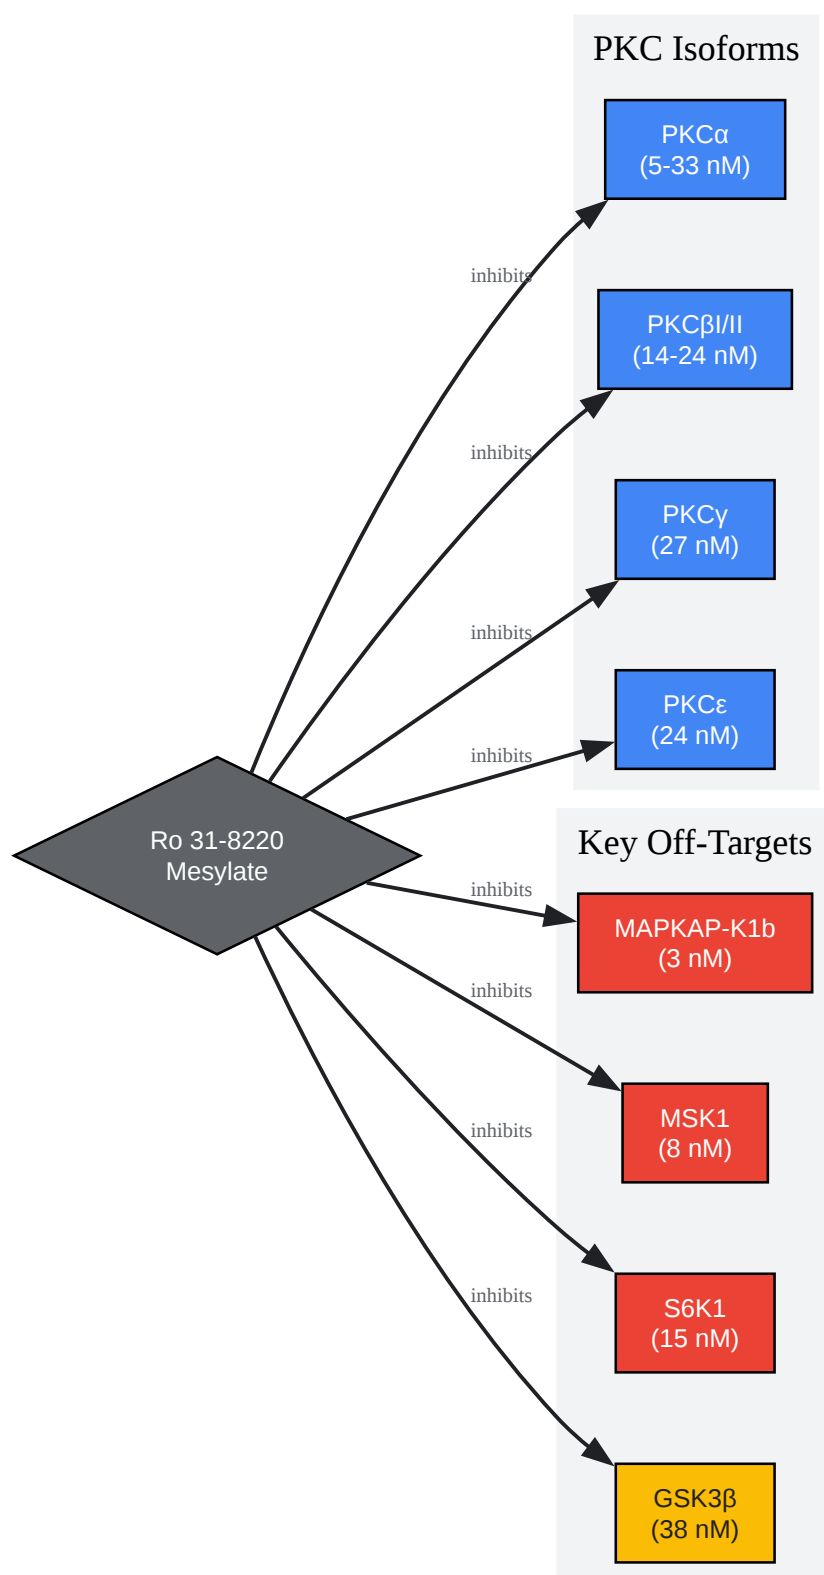 PKC Isoforms
PKCα
(5-33 nM)
inhibits
PKCβI/II
(14-24 nM)
inhibits
PKCγ
(27 nM)
inhibits
PKCε
(24 nM)
inhibits
Ro 31-8220
Mesylate
Key Off-Targets
inhibits
MAPKAP-K1b
(3 nM)
inhibits
MSK1
(8 nM)
inhibits
S6K1
(15 nM)
inhibits
GSK3β
(38 nM)